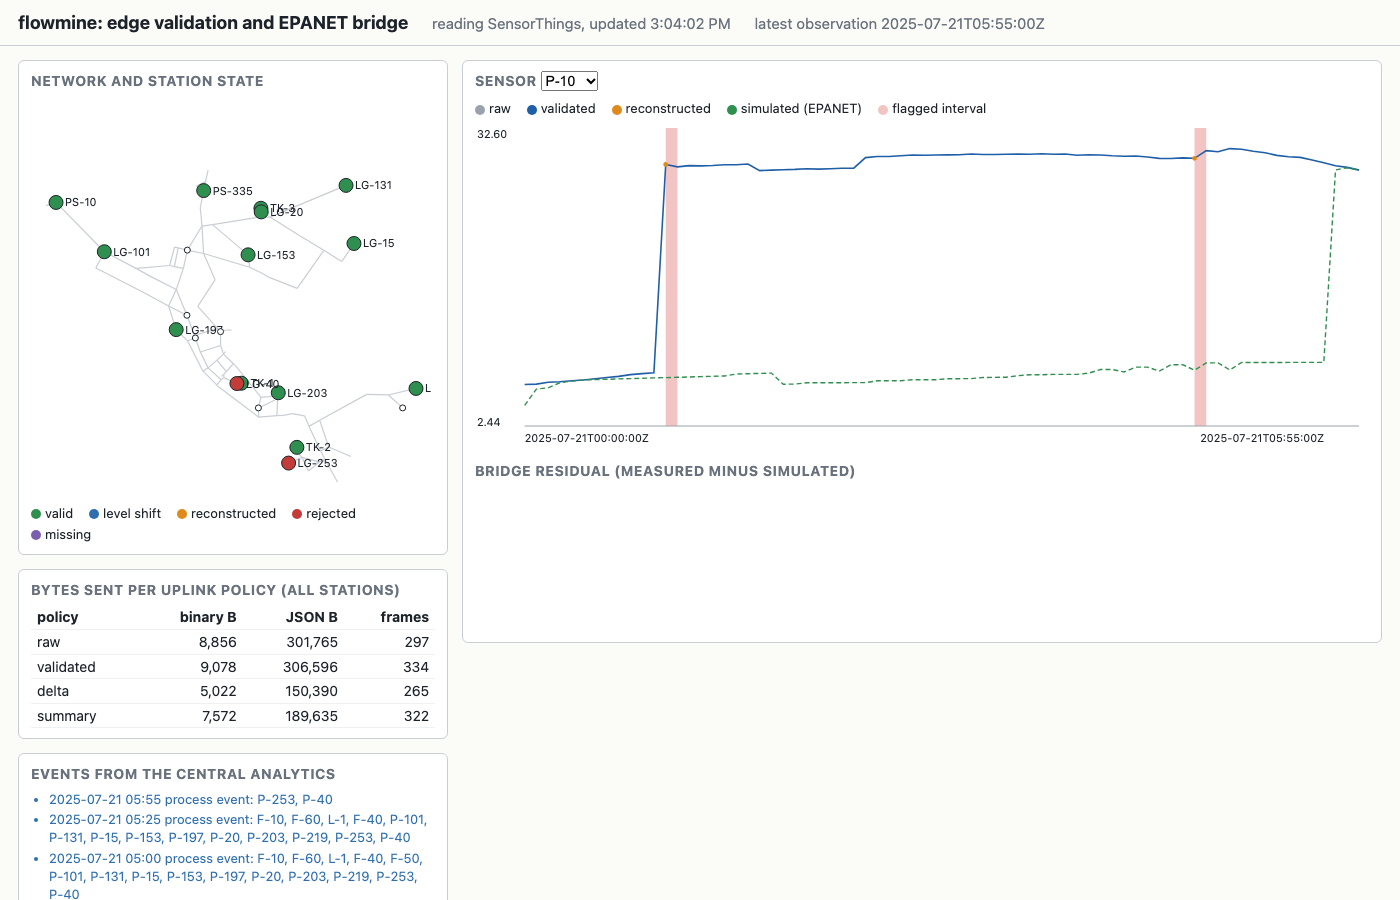 flowmine: edge validation and EPANET bridge reading SensorThings, updated 3:04:02 PM latest observation 2025-07-21T05:55:00Z
NETWORK AND STATION STATE
PS-335
LG-131
PS-10
TK-3
LG-20
LG-15
LG-101
LG-153
LG-197
TK-1
LG-40
LG-203
L
TK-2
LG-253
valid level shift reconstructed rejected
missing
BYTES SENT PER UPLINK POLICY (ALL STATIONS)
policy binary B JSON B frames
raw 8,856 301,765 297
validated 9,078 306,596 334
delta 5,022 150,390 265
summary 7,572 189,635 322
EVENTS FROM THE CENTRAL ANALYTICS
2025-07-21 05:55 process event: P-253, P-40
2025-07-21 05:25 process event: F-10, F-60, L-1, F-40, P-101,
P-131, P-15, P-153, P-197, P-20, P-203, P-219, P-253, P-40
2025-07-21 05:00 process event: F-10, F-60, L-1, F-40, F-50,
P-101, P-131, P-15, P-153, P-197, P-20, P-203, P-219, P-253,
P-40
SENSOR P-10
raw validated reconstructed simulated (EPANET) flagged interval
32.60
2.44
2025-07-21T00:00:00Z 2025-07-21T05:55:00Z
BRIDGE RESIDUAL (MEASURED MINUS SIMULATED)